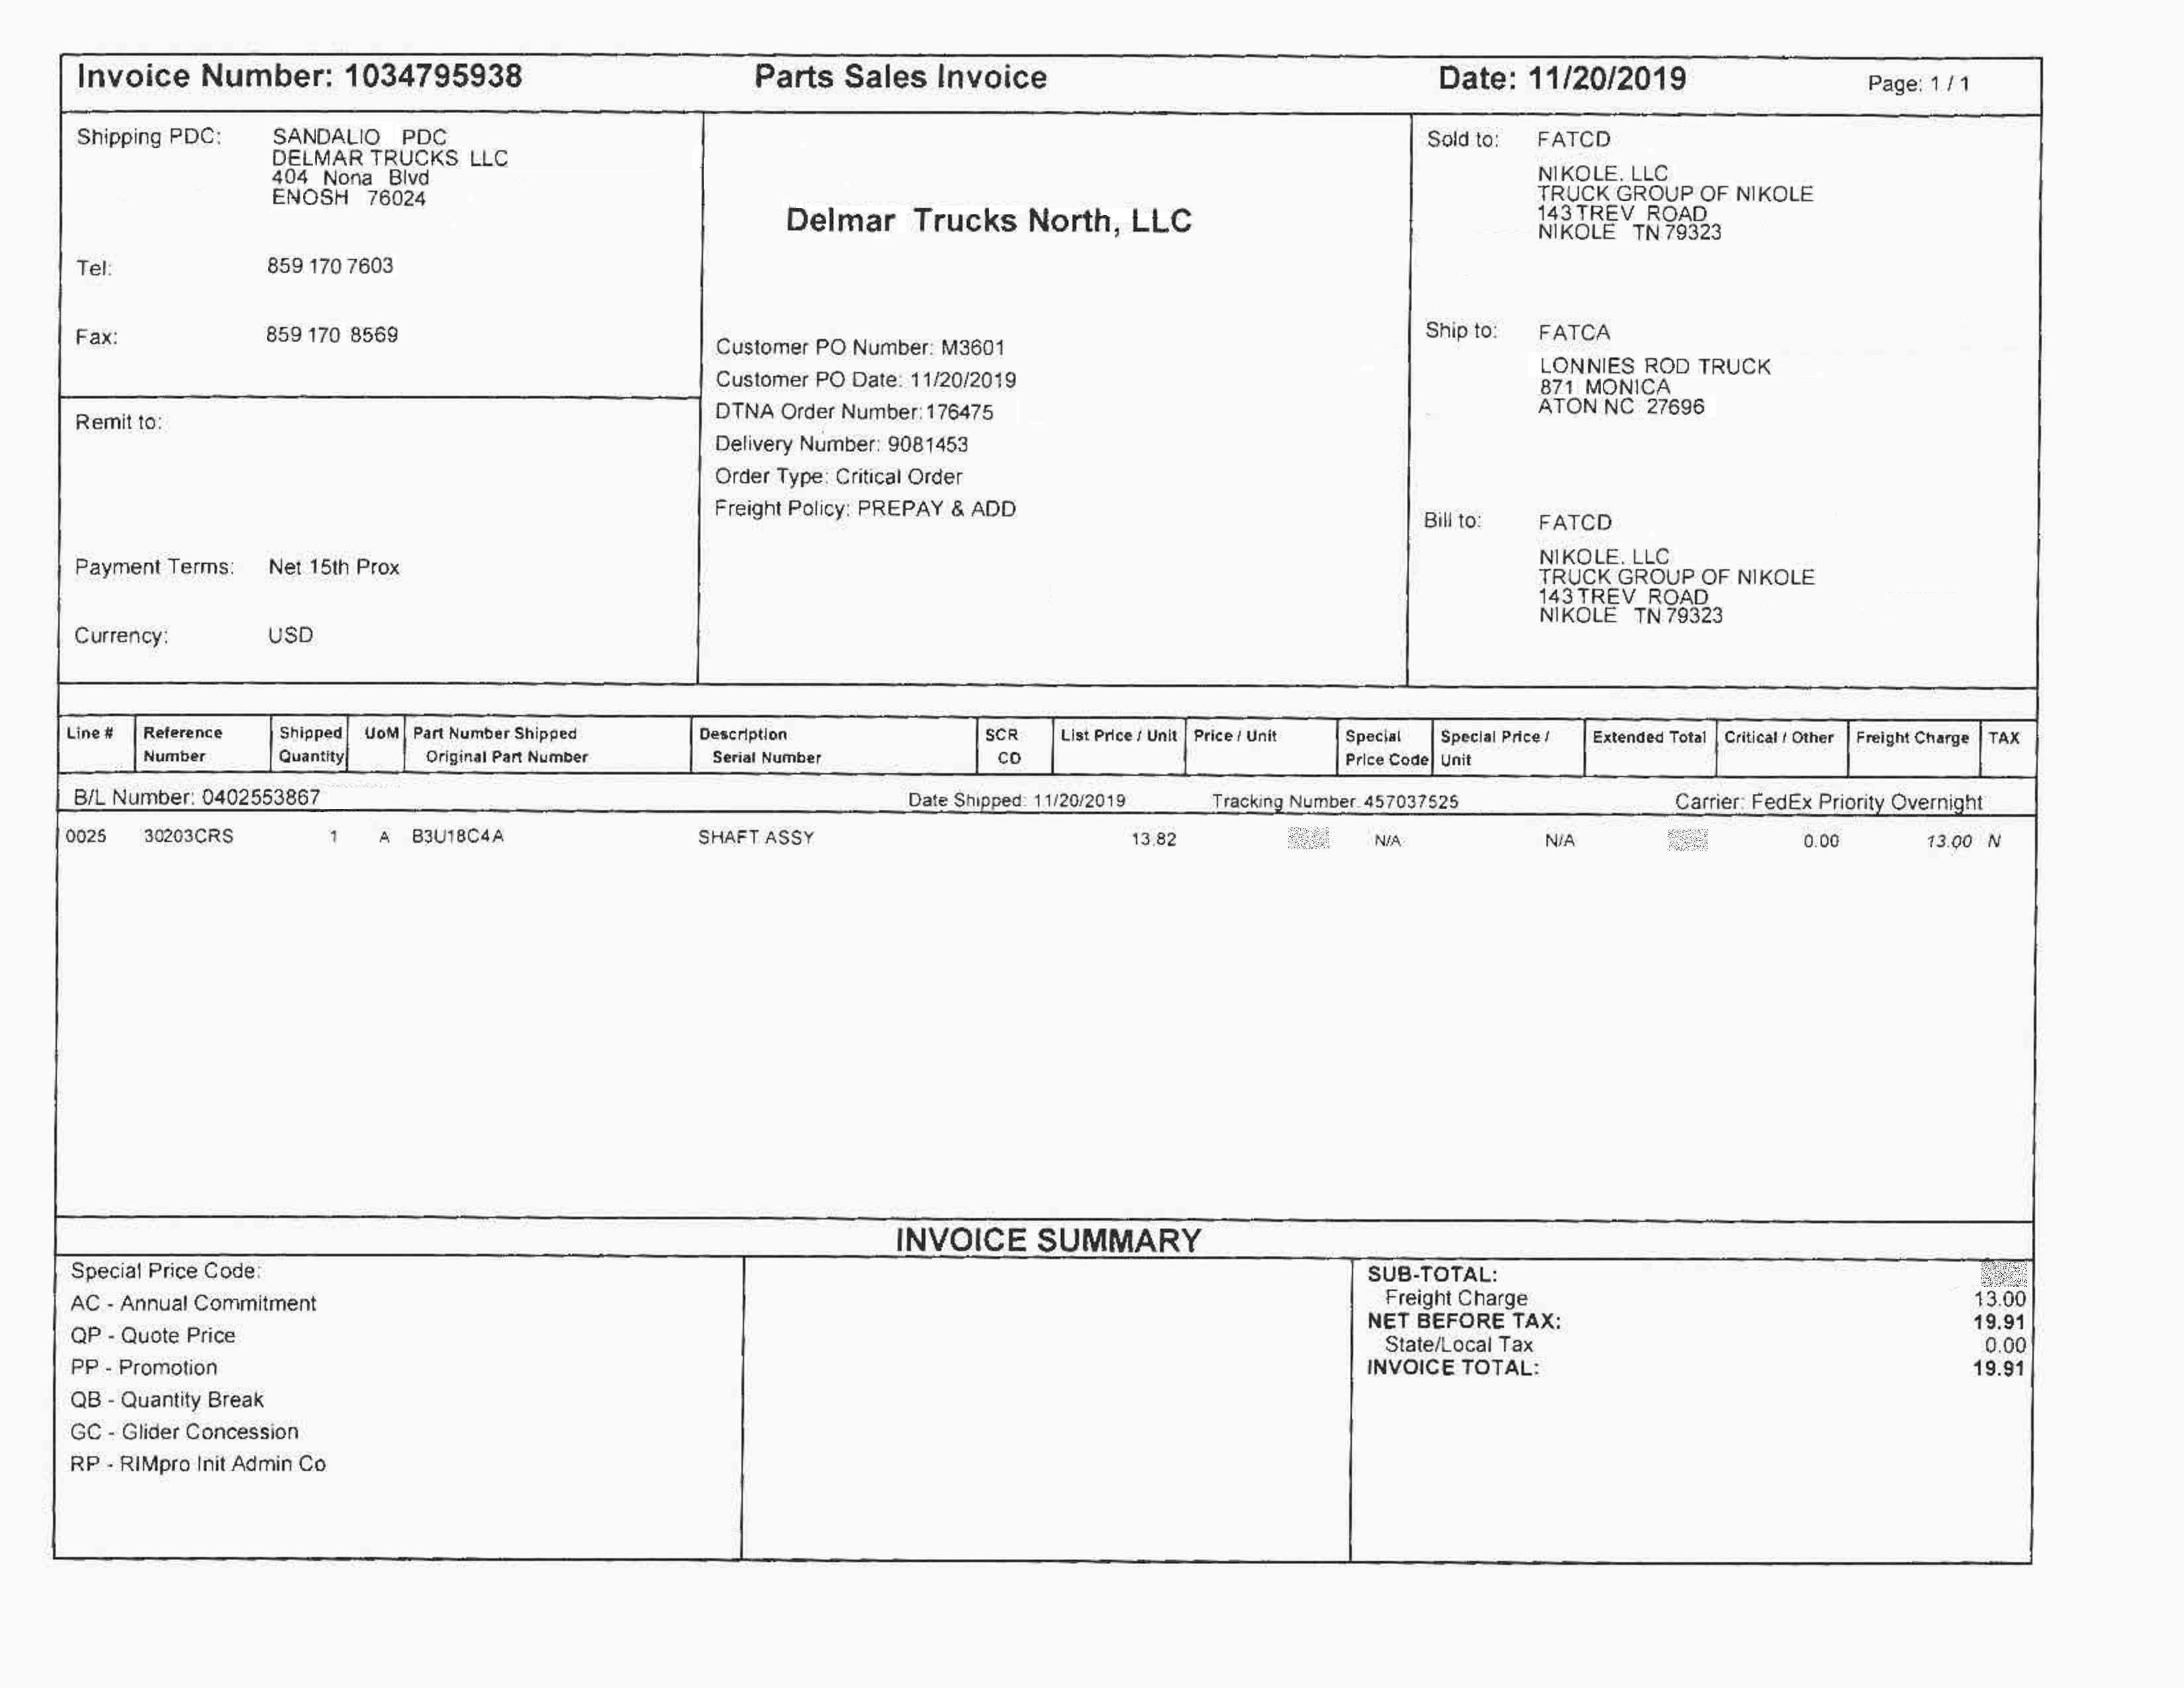 Invoice Number: 1034795938
Parts Sales Invoice
Date: 11/20/2019
Page: 1 / 1
Shipping PDC: SANDALIO PDC
DELMAR TRUCKS LLC
404 Nona Blvd
ENOSH 76024
Tel: 859 170 7603
Fax: 859 170 8569
Remit to:
Payment Terms: Net 15th Prox
Currency: USD
Delmar Trucks North, LLC
Customer PO Number: M3601
Customer PO Date: 11/20/2019
DTNA Order Number: 176475
Delivery Number: 9081453
Order Type: Critical Order
Freight Policy: PREPAY & ADD
Sold to: FATCD
NIKOLE. LLC
TRUCK GROUP OF NIKOLE
143 TREV ROAD
NIKOLE TN 79323
Ship to: FATCA
LONNIES ROD TRUCK
871 MONICA
ATON NC 27696
Bill to: FATCD
NIKOLE. LLC
TRUCK GROUP OF NIKOLE
143 TREV ROAD
NIKOLE TN 79323
Line # Reference Shipped UoM Part Number Shipped Description SCR List Price / Unit Price / Unit Special Special Price / Extended Total Critical / Other Freight Charge TAX
Number Quantity Original Part Number Serial Number CD Price Code Unit
B/L Number: 0402553867 Date Shipped: 11/20/2019 Tracking Number. 457037525 Carrier: FedEx Priority Overnight
0025 30203CRS 1 A B3U18C4A SHAFT ASSY 13.82 N/A N/A 0.00 13.00 N
INVOICE SUMMARY
Special Price Code:
AC - Annual Commitment
QP - Quote Price
PP - Promotion
QB - Quantity Break
GC - Glider Concession
RP - RIMpro Init Admin Co
SUB-TOTAL:
Freight Charge 13.00
NET BEFORE TAX: 19.91
State/Local Tax 0.00
INVOICE TOTAL: 19.91